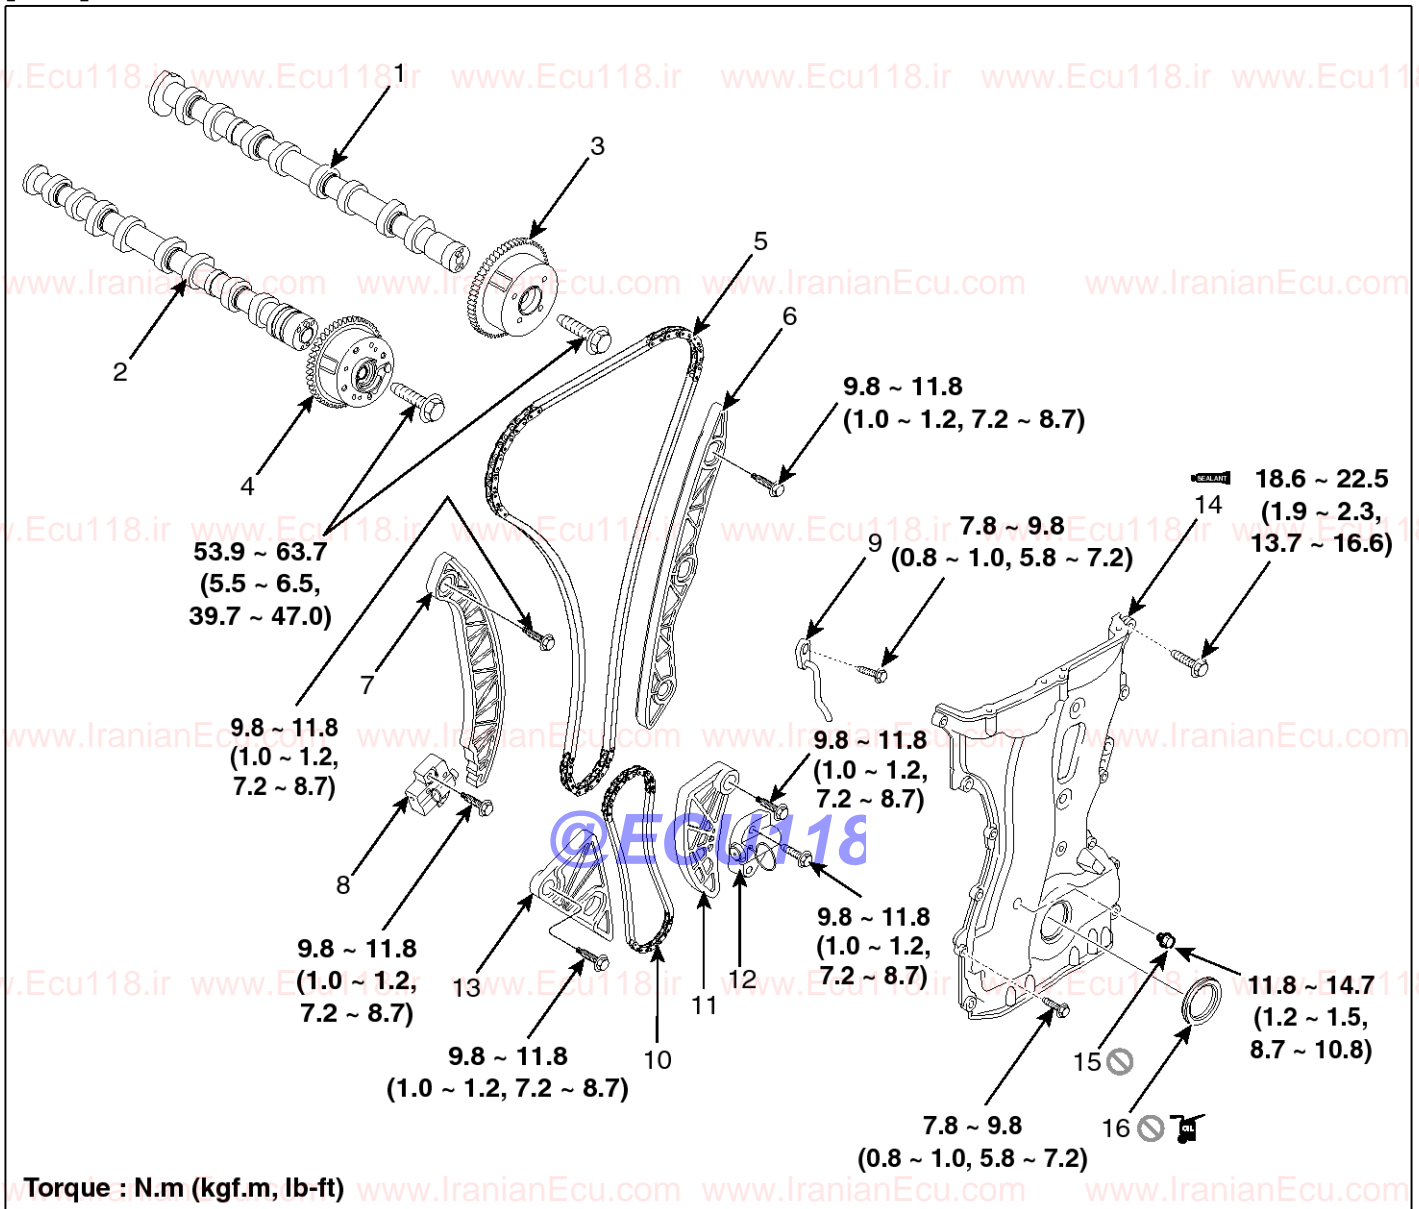 www.Ecu118.ir www.Ecu118.ir www.Ecu118.ir www.Ecu118.ir www.Ecu118.ir
1
3
5
www.IranianEcu.com www.IranianEcu.com www.IranianEcu.com www.IranianEcu.com
6
2
9.8 ~ 11.8
(1.0 ~ 1.2, 7.2 ~ 8.7)
4
SEALANT
14
18.6 ~ 22.5
(1.9 ~ 2.3,
13.7 ~ 16.6)
9
7.8 ~ 9.8
(0.8 ~ 1.0, 5.8 ~ 7.2)
www.Ecu118.ir www.Ecu118.ir www.Ecu118.ir www.Ecu118.ir www.Ecu118.ir
53.9 ~ 63.7
(5.5 ~ 6.5,
39.7 ~ 47.0)
7
9.8 ~ 11.8
(1.0 ~ 1.2,
7.2 ~ 8.7)
www.IranianEcu.com www.IranianEcu.com www.IranianEcu.com www.IranianEcu.com
9.8 ~ 11.8
(1.0 ~ 1.2,
7.2 ~ 8.7)
@ECU118
8
9.8 ~ 11.8
(1.0 ~ 1.2,
7.2 ~ 8.7)
13
11
12
9.8 ~ 11.8
(1.0 ~ 1.2,
7.2 ~ 8.7)
www.Ecu118.ir www.Ecu118.ir www.Ecu118.ir www.Ecu118.ir www.Ecu118.ir
11.8 ~ 14.7
(1.2 ~ 1.5,
8.7 ~ 10.8)
9.8 ~ 11.8
(1.0 ~ 1.2, 7.2 ~ 8.7)
10
15
16
OIL
7.8 ~ 9.8
(0.8 ~ 1.0, 5.8 ~ 7.2)
Torque : N.m (kgf.m, lb-ft)
www.IranianEcu.com www.IranianEcu.com www.IranianEcu.com www.IranianEcu.com